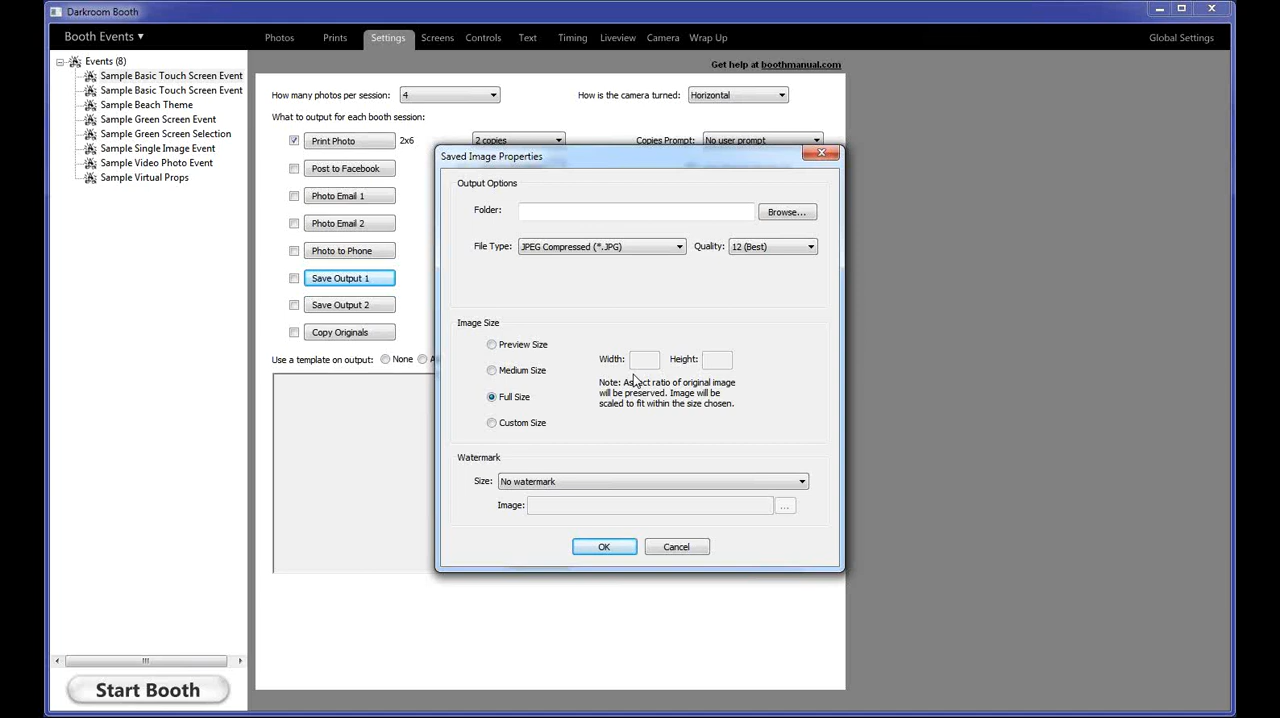 Darkroom Booth
Booth Events ▾
Photos Prints Settings Screens Controls Text Timing Liveview Camera Wrap Up Global Settings
Get help at boothmanual.com
Events (8)
Sample Basic Touch Screen Event
Sample Basic Touch Screen Event
Sample Beach Theme
Sample Green Screen Event
Sample Green Screen Selection
Sample Single Image Event
Sample Video Photo Event
Sample Virtual Props
Start Booth
How many photos per session: 4 How is the camera turned: Horizontal
What to output for each booth session:
Print Photo 2x6 2 copies Copies Prompt: No user prompt
Post to Facebook
Photo Email 1
Photo Email 2
Photo to Phone
Save Output 1
Save Output 2
Copy Originals
Use a template on output: None
Saved Image Properties
Output Options
Folder: Browse...
File Type: JPEG Compressed (*.JPG) Quality: 12 (Best)
Image Size
Preview Size
Medium Size
Full Size
Custom Size
Width: Height:
Note: Aspect ratio of original image
will be preserved. Image will be
scaled to fit within the size chosen.
Watermark
Size: No watermark
Image: ...
OK Cancel